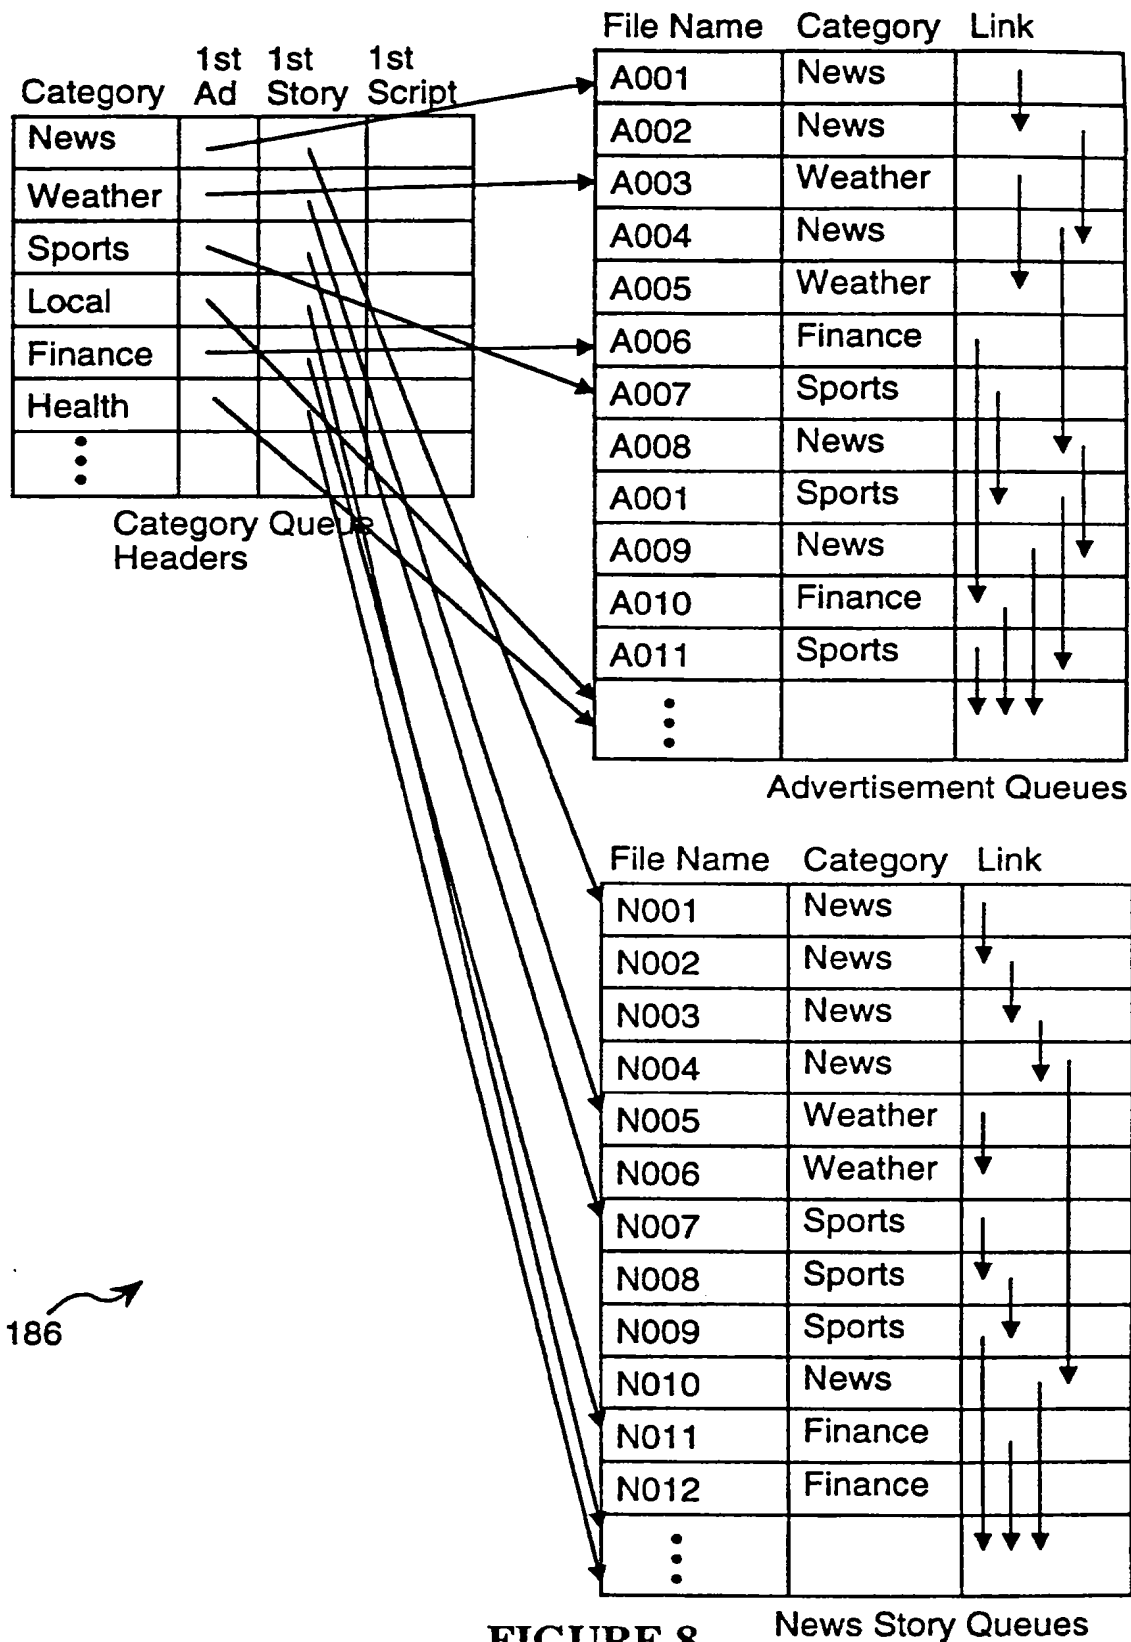 Category 1st Ad 1st Story 1st Script
News
Weather
Sports
Local
Finance
Health
Category Queue
Headers
File Name Category Link
A001 News
A002 News
A003 Weather
A004 News
A005 Weather
A006 Finance
A007 Sports
A008 News
A001 Sports
A009 News
A010 Finance
A011 Sports
Advertisement Queues
File Name Category Link
N001 News
N002 News
N003 News
N004 News
N005 Weather
N006 Weather
N007 Sports
N008 Sports
N009 Sports
N010 News
N011 Finance
N012 Finance
News Story Queues
186
FIGURE 8